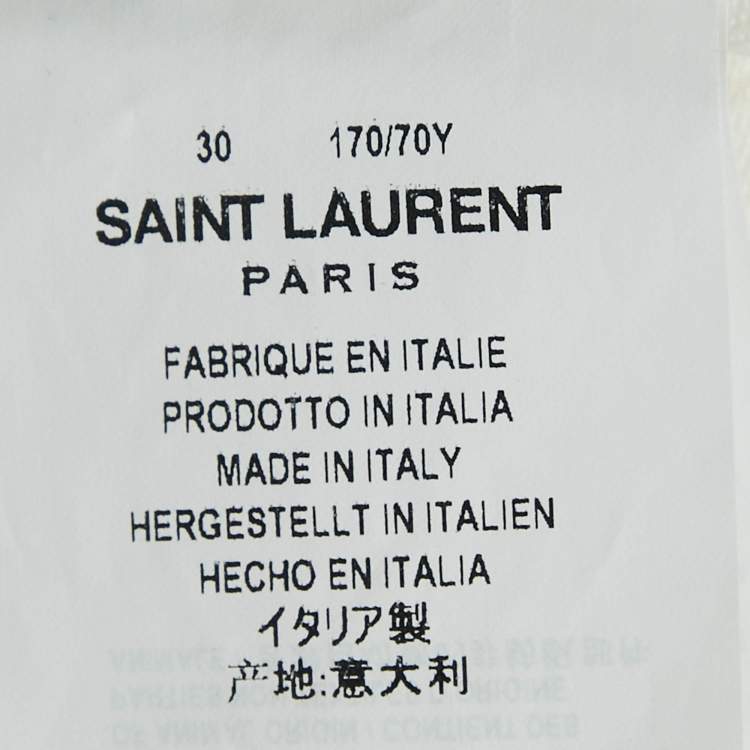 30 170/70Y
SAINT LAURENT
PARIS
FABRIQUE EN ITALIE
PRODOTTO IN ITALIA
MADE IN ITALY
HERGESTELLT IN ITALIEN
HECHO EN ITALIA
イタリア製
产地:意大利